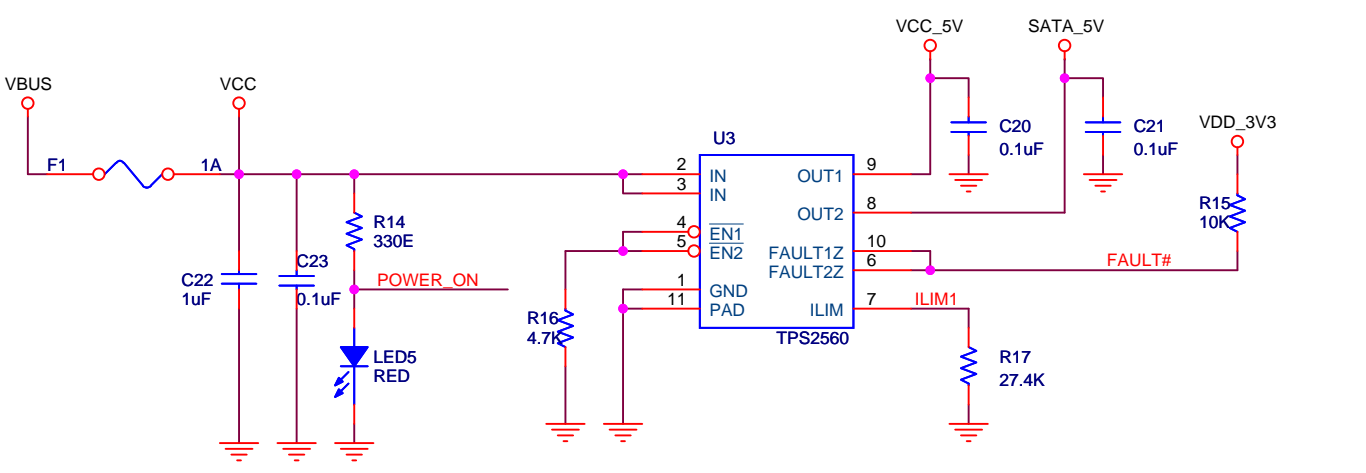 VCC_5V
SATA_5V
VBUS
VCC
VDD_3V3
C20
0.1uF
C21
0.1uF
U3
F1
1A
2
IN
OUT1
9
3
IN
R14
330E
OUT2
8
R15
10K
4
EN1
5
EN2
FAULT1Z
10
FAULT2Z
6
FAULT#
C22
1uF
C23
0.1uF
POWER_ON
1
GND
11
PAD
ILIM
7
ILIM1
R16
4.7K
TPS2560
LED5
RED
R17
27.4K